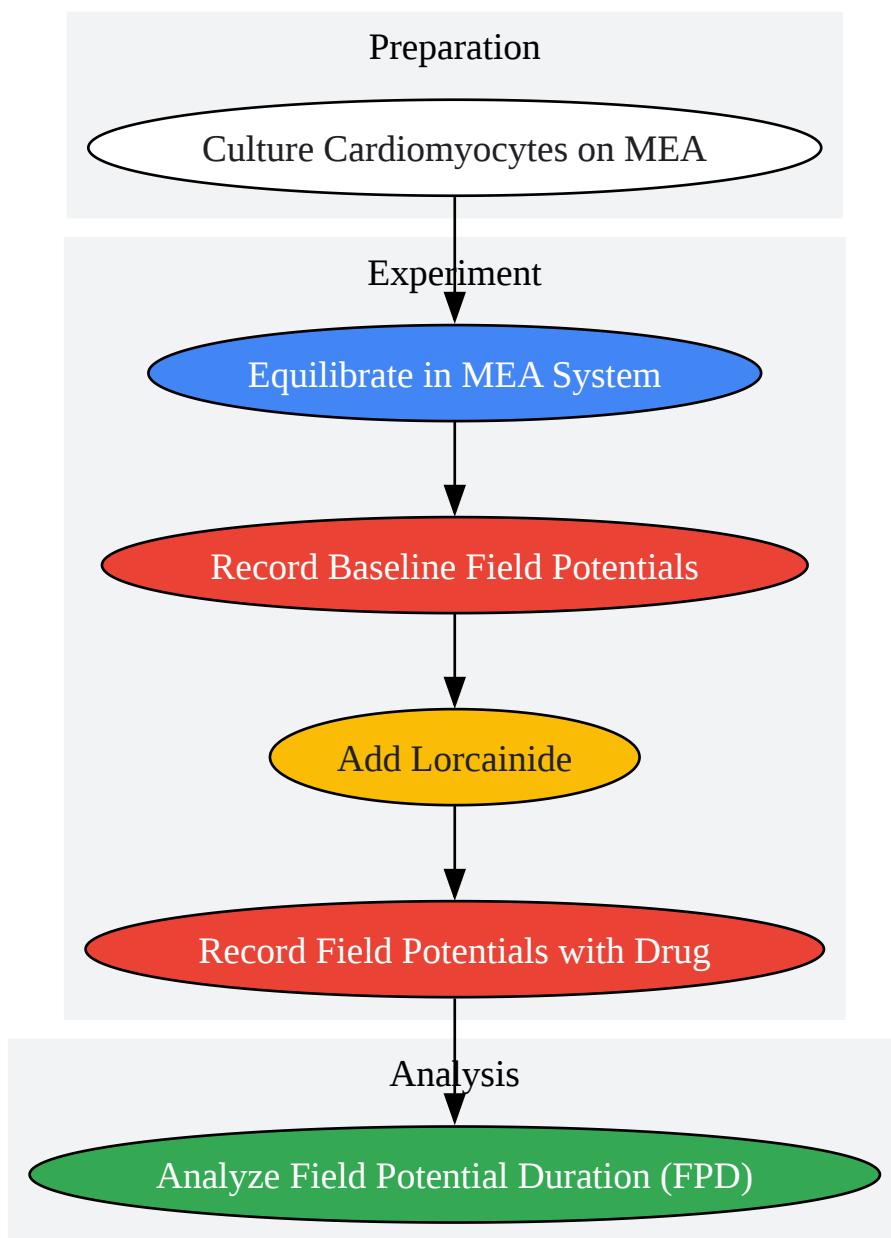 Preparation
Culture Cardiomyocytes on MEA
Experiment
Equilibrate in MEA System
Record Baseline Field Potentials
Add Lorcainide
Record Field Potentials with Drug
Analysis
Analyze Field Potential Duration (FPD)